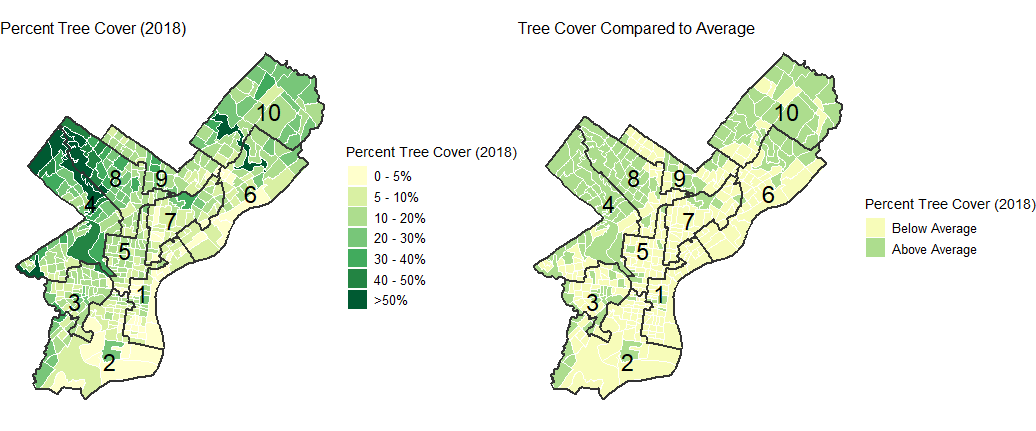 Percent Tree Cover (2018)
Tree Cover Compared to Average
10
8
9
4
6
7
5
3
1
2
Percent Tree Cover (2018)
0 - 5%
5 - 10%
10 - 20%
20 - 30%
30 - 40%
40 - 50%
>50%
10
8
9
4
6
7
5
3
1
2
Percent Tree Cover (2018)
Below Average
Above Average